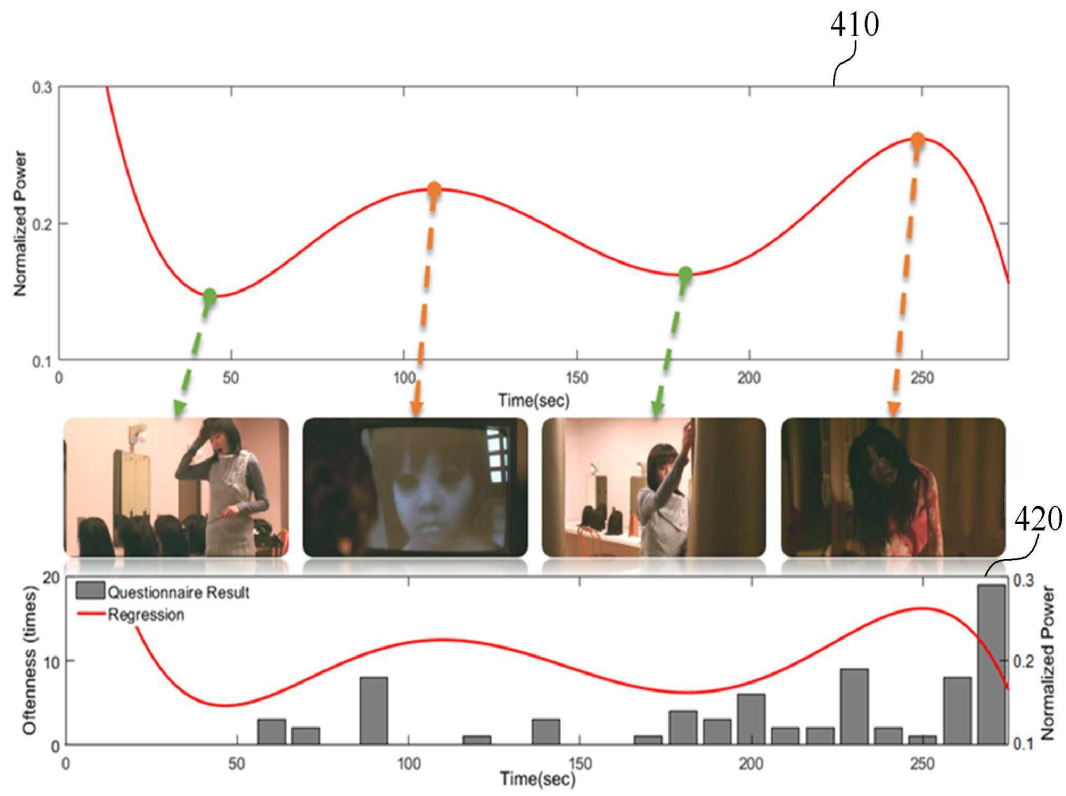 410
0.3
0.2
0.1
Normalized Power
0 50 100 150 200 250
Time(sec)
420
20
10
0
Oftenness (times)
Questionnaire Result
Regression
0.3
0.2
0.1
Normalized Power
0 50 100 150 200 250
Time(sec)